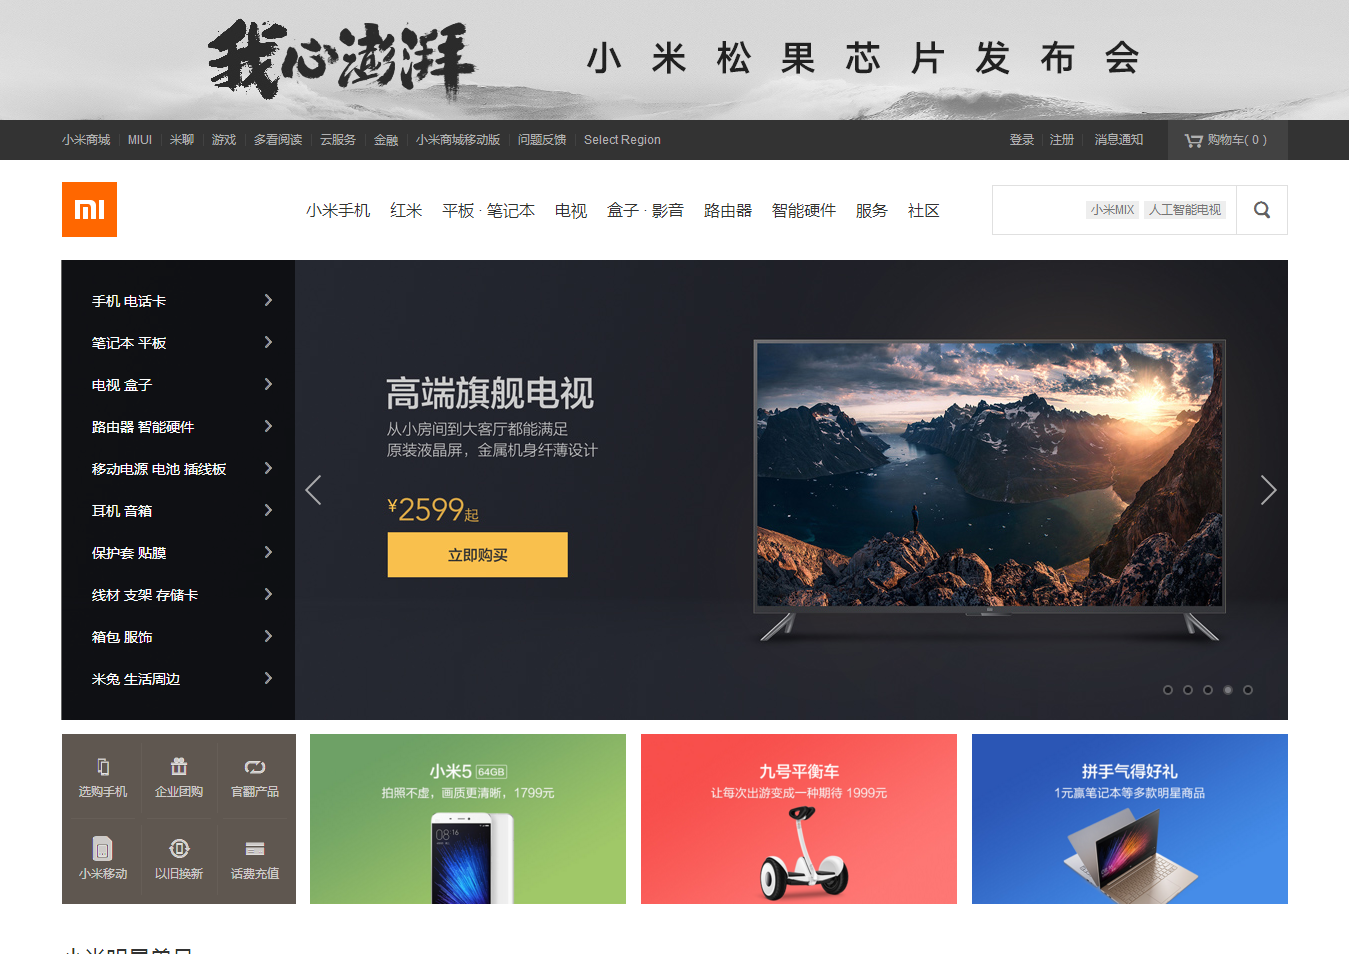 我心澎湃
小米松果芯片发布会
小米商城 MIUI 米聊 游戏 多看阅读 云服务 金融 小米商城移动版 问题反馈 Select Region 登录 注册 消息通知 购物车( 0 )
小米手机 红米 平板 · 笔记本 电视 盒子 · 影音 路由器 智能硬件 服务 社区 小米MIX 人工智能电视
手机 电话卡
笔记本 平板
电视 盒子
路由器 智能硬件
移动电源 电池 插线板
耳机 音箱
保护套 贴膜
线材 支架 存储卡
箱包 服饰
米兔 生活周边
高端旗舰电视
从小房间到大客厅都能满足
原装液晶屏，金属机身纤薄设计
¥2599起
立即购买
选购手机 企业团购 官翻产品
小米移动 以旧换新 话费充值
小米5 64GB
拍照不虚，画质更清晰，1799元
08:16
九号平衡车
让每次出游变成一种期待 1999元
拼手气得好礼
1元赢笔记本等多款明星商品
小米明星单品